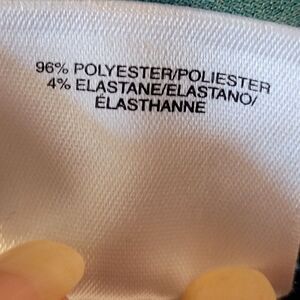 96% POLYESTER/POLIESTER
4% ELASTANE/ELASTANO/
ÉLASTHANNE